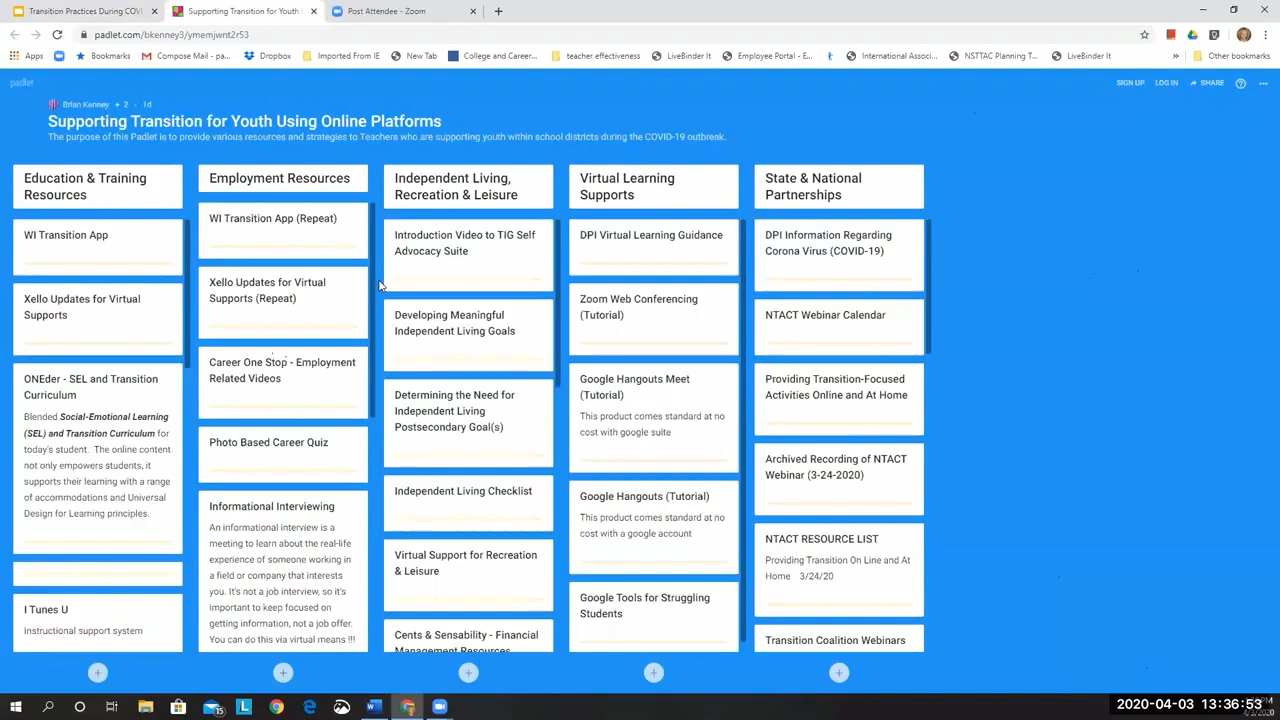 Transition Practices During COVI
Supporting Transition for Youth U
Post Attendee - Zoom
padlet.com/bkenney3/ymemjwnt2r53
Apps
Bookmarks
Compose Mail - pa...
Dropbox
Imported From IE
New Tab
College and Career...
teacher effectiveness
LiveBinder It
Employee Portal - E...
International Associ...
NSTTAC Planning T...
LiveBinder It
»
Other bookmarks
padlet
SIGN UP
LOG IN
SHARE
Brian Kenney + 2 · 1d
Supporting Transition for Youth Using Online Platforms
The purpose of this Padlet is to provide various resources and strategies to Teachers who are supporting youth within school districts during the COVID-19 outbreak.
Education & Training
Resources
WI Transition App
Xello Updates for Virtual
Supports
ONEder - SEL and Transition
Curriculum
Blended Social-Emotional Learning
(SEL) and Transition Curriculum for
today's student. The online content
not only empowers students, it
supports their learning with a range
of accommodations and Universal
Design for Learning principles.
I Tunes U
Instructional support system
Employment Resources
WI Transition App (Repeat)
Xello Updates for Virtual
Supports (Repeat)
Career One Stop - Employment
Related Videos
Photo Based Career Quiz
Informational Interviewing
An informational interview is a
meeting to learn about the real-life
experience of someone working in
a field or company that interests
you. It's not a job interview, so it's
important to keep focused on
getting information, not a job offer.
You can do this via virtual means !!!
Independent Living,
Recreation & Leisure
Introduction Video to TIG Self
Advocacy Suite
Developing Meaningful
Independent Living Goals
Determining the Need for
Independent Living
Postsecondary Goal(s)
Independent Living Checklist
Virtual Support for Recreation
& Leisure
Cents & Sensability - Financial
Management Resources
Virtual Learning
Supports
DPI Virtual Learning Guidance
Zoom Web Conferencing
(Tutorial)
Google Hangouts Meet
(Tutorial)
This product comes standard at no
cost with google suite
Google Hangouts (Tutorial)
This product comes standard at no
cost with a google account
Google Tools for Struggling
Students
State & National
Partnerships
DPI Information Regarding
Corona Virus (COVID-19)
NTACT Webinar Calendar
Providing Transition-Focused
Activities Online and At Home
Archived Recording of NTACT
Webinar (3-24-2020)
NTACT RESOURCE LIST
Providing Transition On Line and At
Home 3/24/20
Transition Coalition Webinars
15
2020-04-03 13:36:53